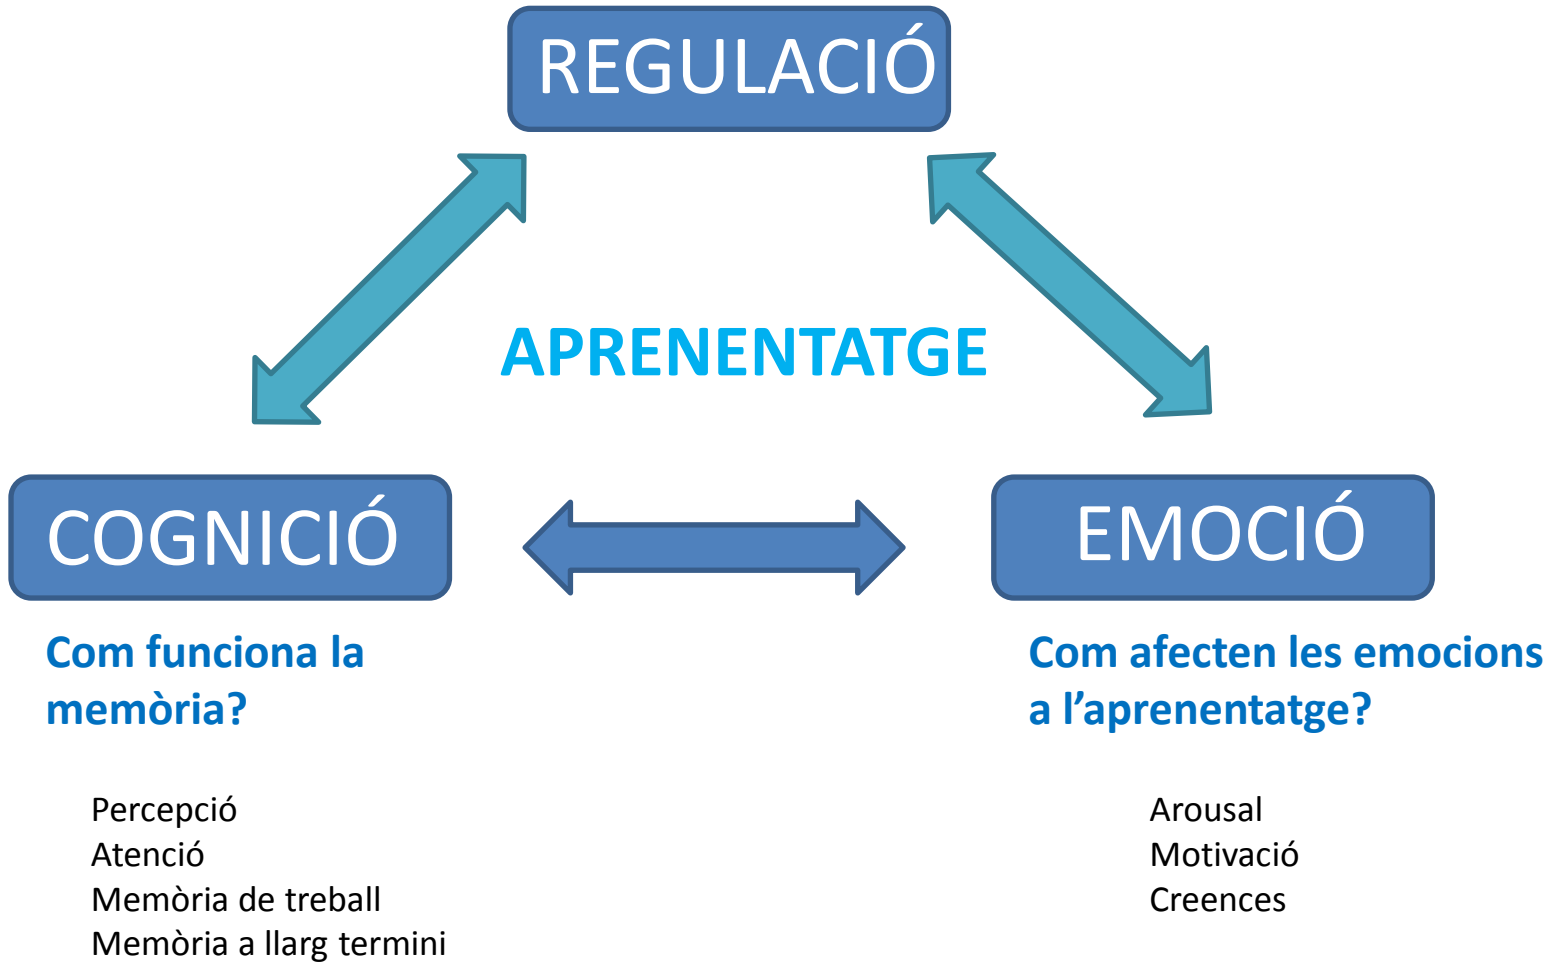 REGULACIÓ
APRENENTATGE
COGNICIÓ
EMOCIÓ
Com funciona la
memòria?
Com afecten les emocions
a l’aprenentatge?
Percepció
Atenció
Memòria de treball
Memòria a llarg termini
Arousal
Motivació
Creences